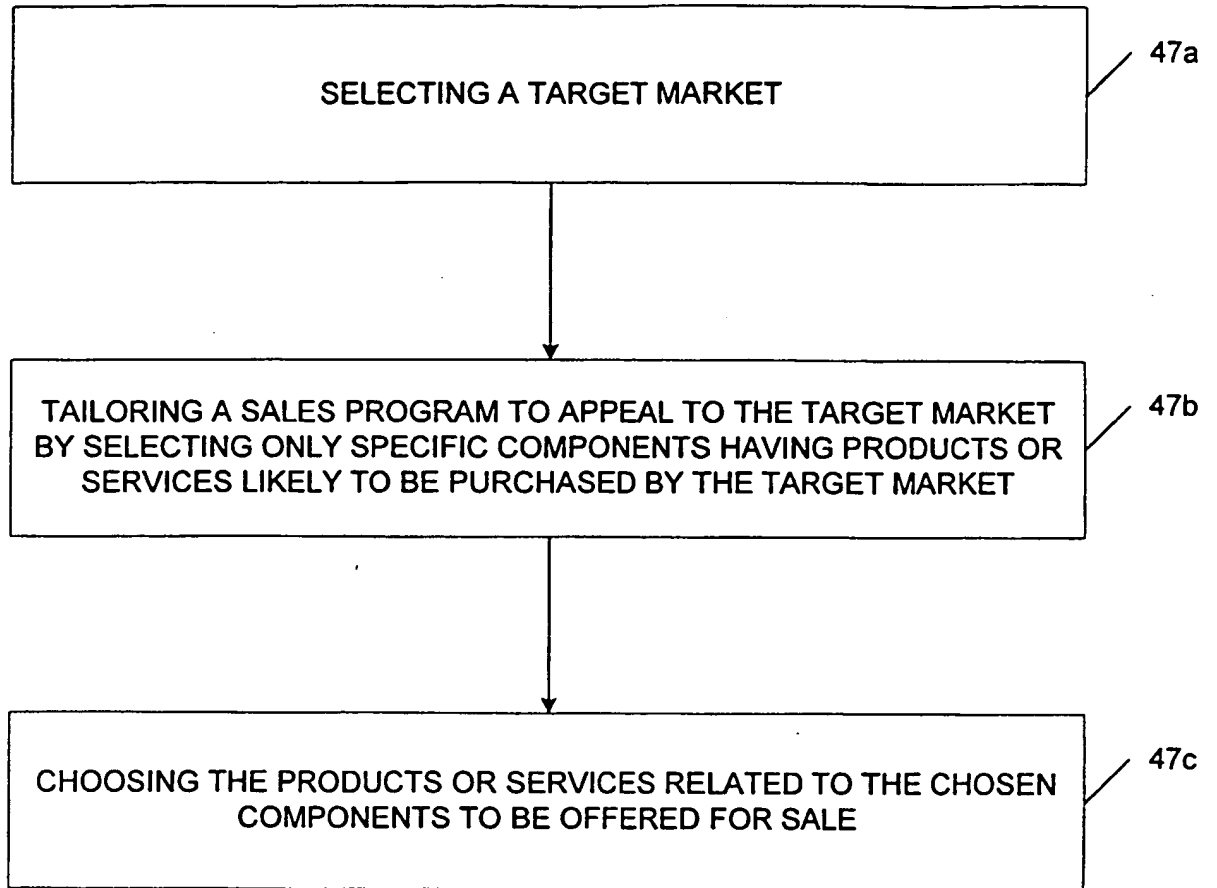 SELECTING A TARGET MARKET
47a
TAILORING A SALES PROGRAM TO APPEAL TO THE TARGET MARKET
BY SELECTING ONLY SPECIFIC COMPONENTS HAVING PRODUCTS OR
SERVICES LIKELY TO BE PURCHASED BY THE TARGET MARKET
47b
CHOOSING THE PRODUCTS OR SERVICES RELATED TO THE CHOSEN
COMPONENTS TO BE OFFERED FOR SALE
47c